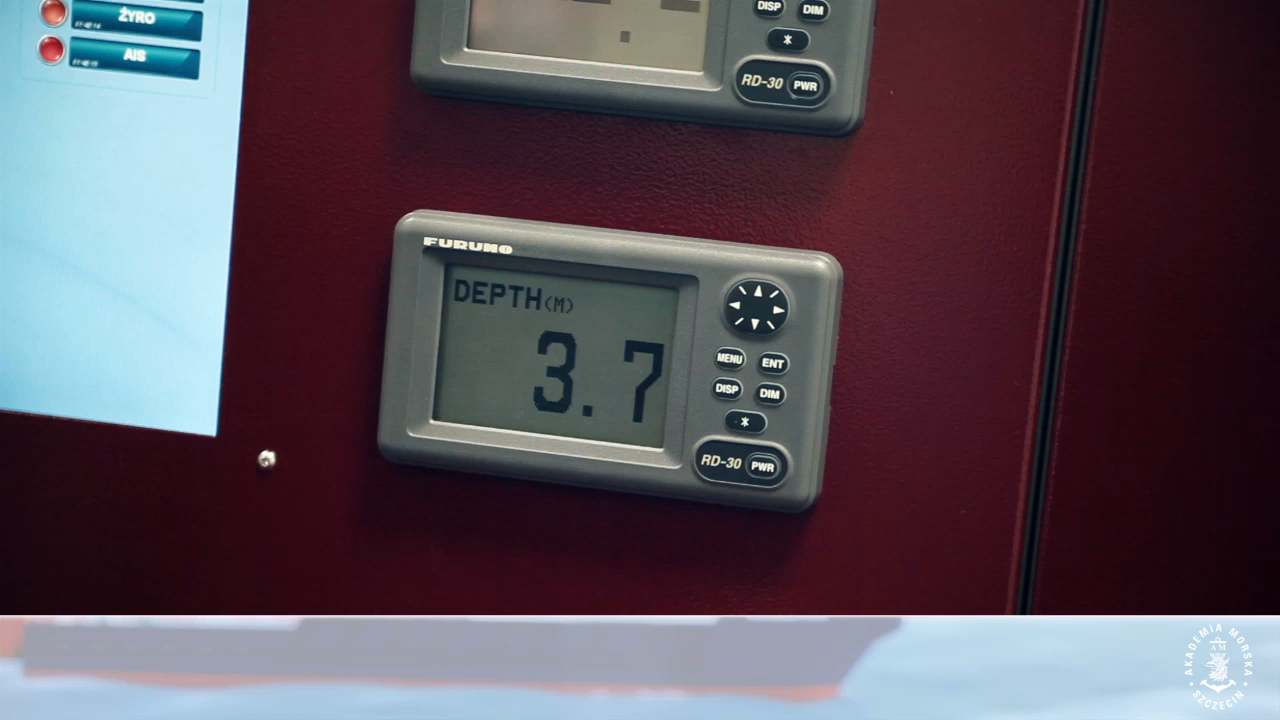 ŻYRO
AIS
DISP
DIM
RD-30
PWR
FURUNO
DEPTH(M)
3.7
MENU
ENT
DISP
DIM
RD-30
PWR
AKADEMIA MORSKA
AM
SZCZECIN